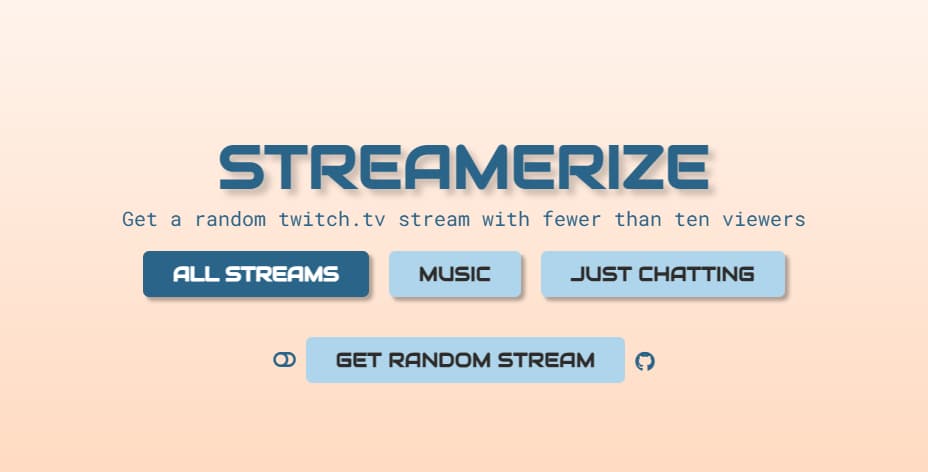 STREAMERIZE
Get a random twitch.tv stream with fewer than ten viewers
ALL STREAMS MUSIC JUST CHATTING
GET RANDOM STREAM